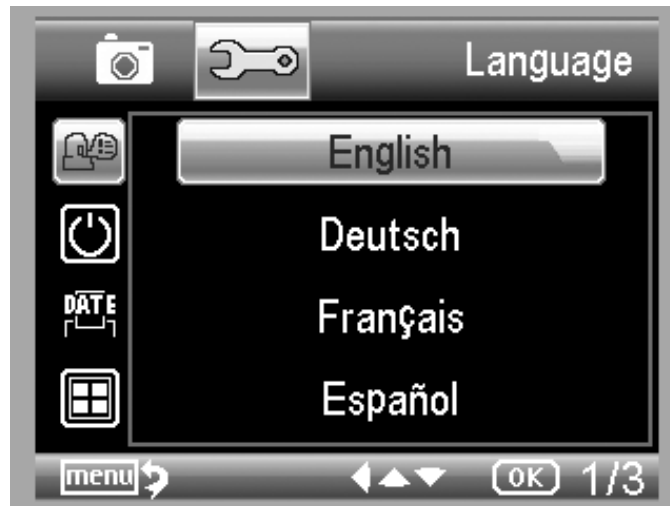 Language
English
Deutsch
DATE
Français
Español
menu OK 1/3